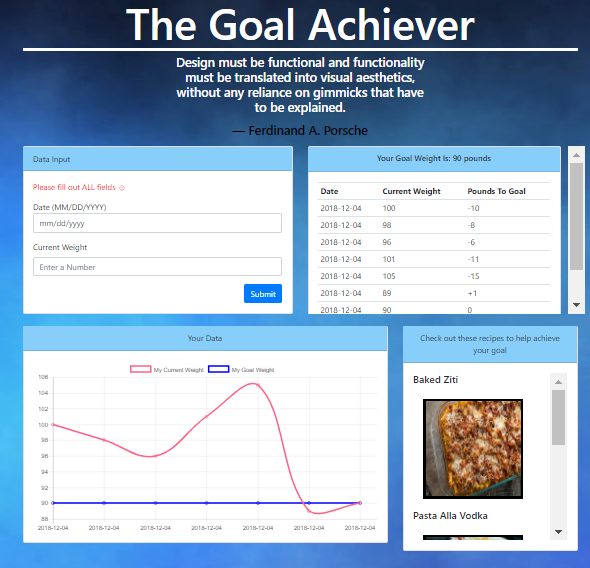 The Goal Achiever
Design must be functional and functionality
must be translated into visual aesthetics,
without any reliance on gimmicks that have
to be explained.
— Ferdinand A. Porsche
Data Input
Please fill out ALL fields ☺
Date (MM/DD/YYYY)
mm/dd/yyyy
Current Weight
Enter a Number
Submit
Your Goal Weight Is: 90 pounds
Date Current Weight Pounds To Goal
2018-12-04 100 -10
2018-12-04 98 -8
2018-12-04 96 -6
2018-12-04 101 -11
2018-12-04 105 -15
2018-12-04 89 +1
2018-12-04 90 0
Your Data
My Current Weight My Goal Weight
106
104
102
100
98
96
94
92
90
88
2018-12-04 2018-12-04 2018-12-04 2018-12-04 2018-12-04 2018-12-04 2018-12-04
Check out these recipes to help achieve
your goal
Baked Ziti
Pasta Alla Vodka